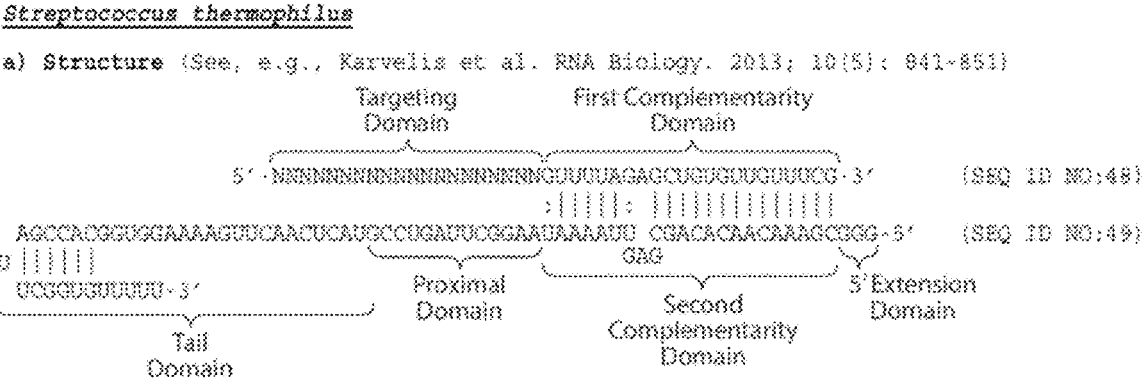 Streptococcus thermophilus
a) Structure (See, e.g., Karvelis et al. RNA Biology. 2013; 10(5): 841-851)
Targeting Domain
First Complementarity Domain
5′-NNNNNNNNNNNNNNNNNNNNGUUUUAGAGCUGUGUUGUUUCG-3′ (SEQ ID NO:48)
AGCCACGGUGGAAAAGUUCAACUCAUGCCUGAUUCGGAAUAAAAUU CGACACAACAAAGCGGG-5′ (SEQ ID NO:49)
U
GAG
UCGGUGUUUUU-3′
Proximal Domain
Second Complementarity Domain
5′Extension Domain
Tail Domain